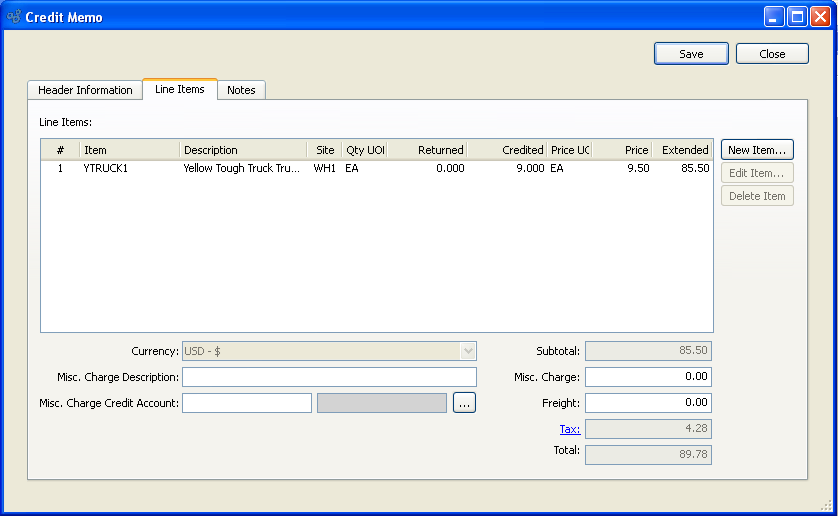 Credit Memo
Save Close
Header Information Line Items Notes
Line Items:
# Item Description Site Qty UOI Returned Credited Price UC Price Extended
1 YTRUCK1 Yellow Tough Truck Tru... WH1 EA 0.000 9.000 EA 9.50 85.50
New Item...
Edit Item...
Delete Item
Currency: USD - $ Subtotal: 85.50
Misc. Charge Description: Misc. Charge: 0.00
Misc. Charge Credit Account: ... Freight: 0.00
Tax: 4.28
Total: 89.78